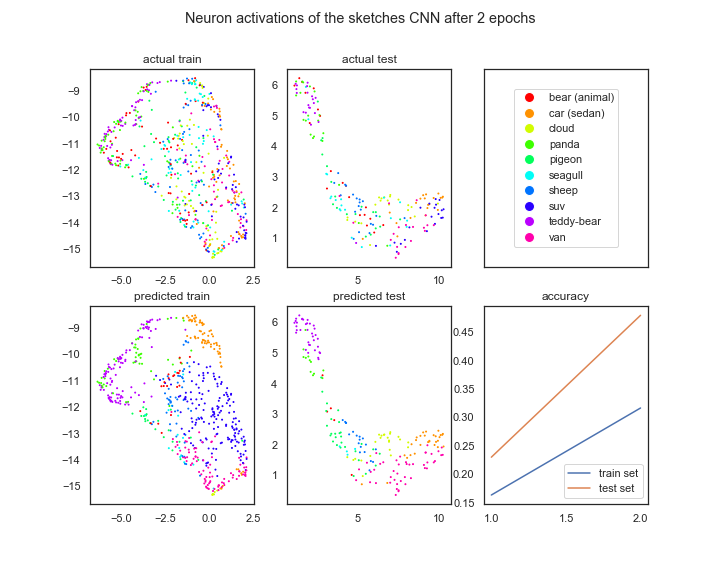 Neuron activations of the sketches CNN after 2 epochs
actual train
−9
−10
−11
−12
−13
−14
−15
−5.0
−2.5
0.0
2.5
actual test
6
5
4
3
2
1
5
10
bear (animal)
car (sedan)
cloud
panda
pigeon
seagull
sheep
suv
teddy-bear
van
predicted train
−9
−10
−11
−12
−13
−14
−15
−5.0
−2.5
0.0
2.5
predicted test
6
5
4
3
2
1
5
10
accuracy
0.45
0.40
0.35
0.30
0.25
0.20
0.15
train set
test set
1.0
1.5
2.0